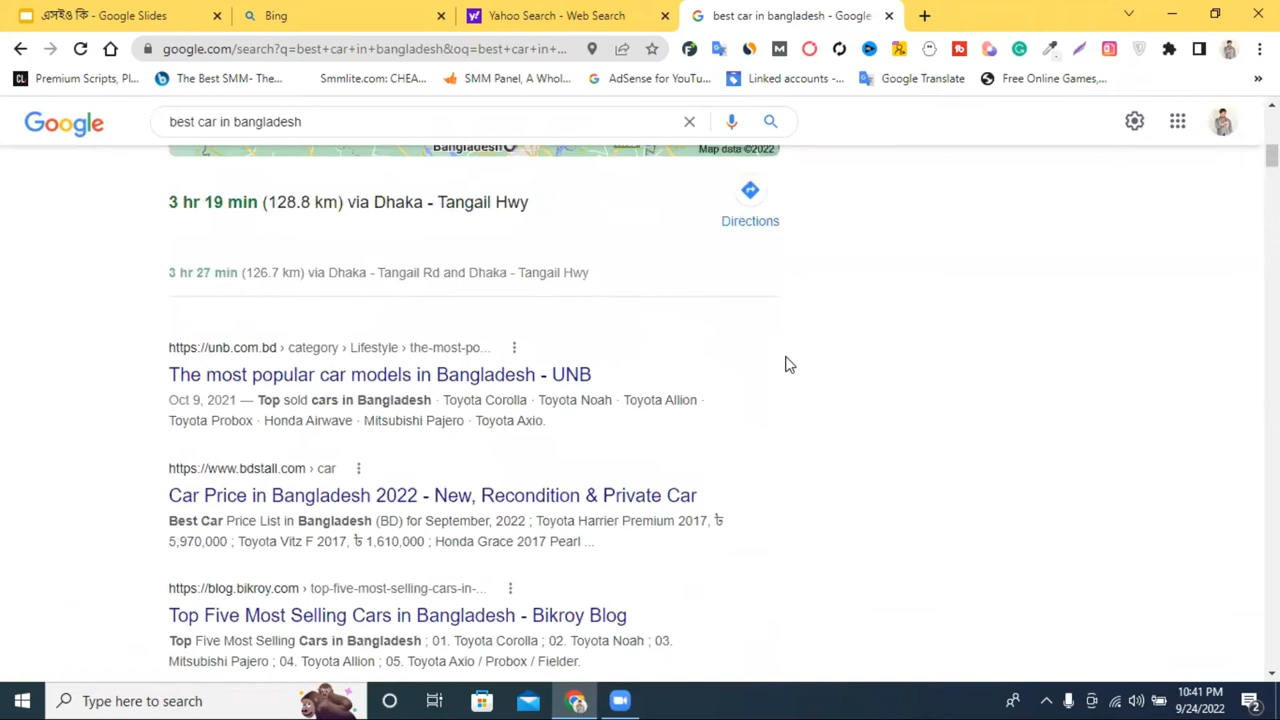 এসইও কি - Google Slides
Bing
Yahoo Search - Web Search
best car in bangladesh - Google
google.com/search?q=best+car+in+bangladesh&oq=best+car+in+...
Premium Scripts, Pl...
The Best SMM- The...
Smmlite.com: CHEA...
SMM Panel, A Whol...
AdSense for YouTu...
Linked accounts -...
Google Translate
Free Online Games,...
Google
best car in bangladesh
Bangladesh
Map data ©2022
3 hr 19 min (128.8 km) via Dhaka - Tangail Hwy
Directions
3 hr 27 min (126.7 km) via Dhaka - Tangail Rd and Dhaka - Tangail Hwy
https://unb.com.bd › category › Lifestyle › the-most-po...
The most popular car models in Bangladesh - UNB
Oct 9, 2021 — Top sold cars in Bangladesh · Toyota Corolla · Toyota Noah · Toyota Allion ·
Toyota Probox · Honda Airwave · Mitsubishi Pajero · Toyota Axio.
https://www.bdstall.com › car
Car Price in Bangladesh 2022 - New, Recondition & Private Car
Best Car Price List in Bangladesh (BD) for September, 2022 ; Toyota Harrier Premium 2017, ৳
5,970,000 ; Toyota Vitz F 2017, ৳ 1,610,000 ; Honda Grace 2017 Pearl ...
https://blog.bikroy.com › top-five-most-selling-cars-in-...
Top Five Most Selling Cars in Bangladesh - Bikroy Blog
Top Five Most Selling Cars in Bangladesh ; 01. Toyota Corolla ; 02. Toyota Noah ; 03.
Mitsubishi Pajero ; 04. Toyota Allion ; 05. Toyota Axio / Probox / Fielder.
Type here to search
10:41 PM
9/24/2022
2